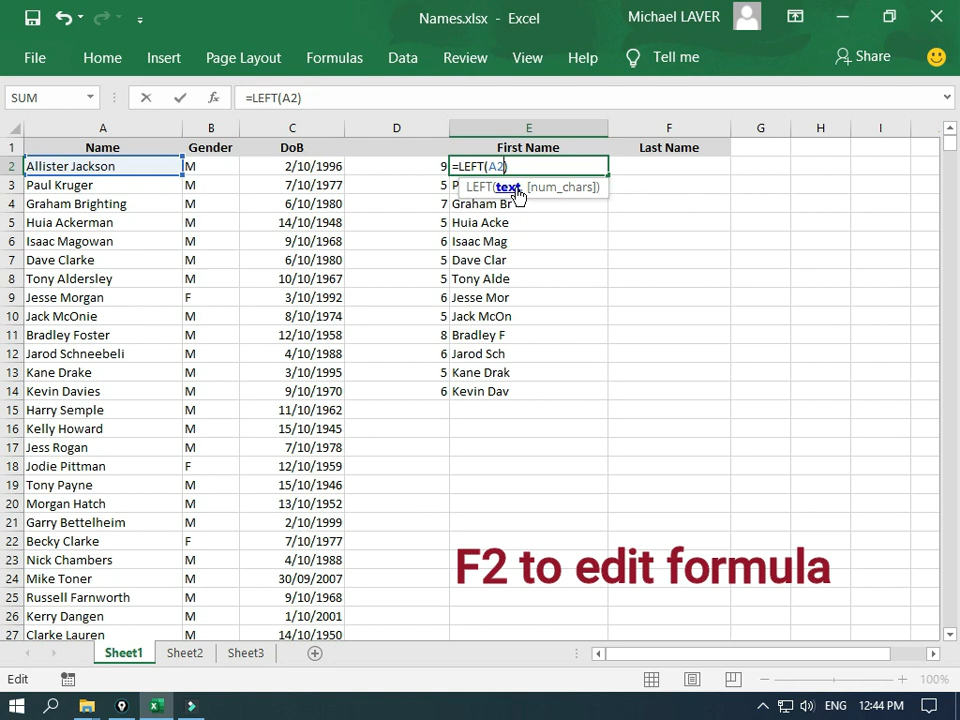 Names.xlsx - Excel
Michael LAVER
File Home Insert Page Layout Formulas Data Review View Help Tell me Share
SUM =LEFT(A2)
A B C D E F G H I
1 Name Gender DoB First Name Last Name
2 Allister Jackson M 2/10/1996 9 =LEFT(A2)
LEFT(text, [num_chars])
3 Paul Kruger M 7/10/1977 5 P
4 Graham Brighting M 6/10/1980 7 Graham Br
5 Huia Ackerman M 14/10/1948 5 Huia Acke
6 Isaac Magowan M 9/10/1968 6 Isaac Mag
7 Dave Clarke M 6/10/1980 5 Dave Clar
8 Tony Aldersley M 10/10/1967 5 Tony Alde
9 Jesse Morgan F 3/10/1992 6 Jesse Mor
10 Jack McOnie M 8/10/1974 5 Jack McOn
11 Bradley Foster M 12/10/1958 8 Bradley F
12 Jarod Schneebeli M 4/10/1988 6 Jarod Sch
13 Kane Drake M 3/10/1995 5 Kane Drak
14 Kevin Davies M 9/10/1970 6 Kevin Dav
15 Harry Semple M 11/10/1962
16 Kelly Howard M 15/10/1945
17 Jess Rogan M 7/10/1978
18 Jodie Pittman F 12/10/1959
19 Tony Payne M 15/10/1946
20 Morgan Hatch M 13/10/1952
21 Garry Bettelheim M 2/10/1999
22 Becky Clarke F 7/10/1977
23 Nick Chambers M 4/10/1988
24 Mike Toner M 30/09/2007
25 Russell Farnworth M 9/10/1968
26 Kerry Dangen M 1/10/2001
27 Clarke Lauren M 14/10/1950
F2 to edit formula
Sheet1 Sheet2 Sheet3
Edit 100%
ENG 12:44 PM